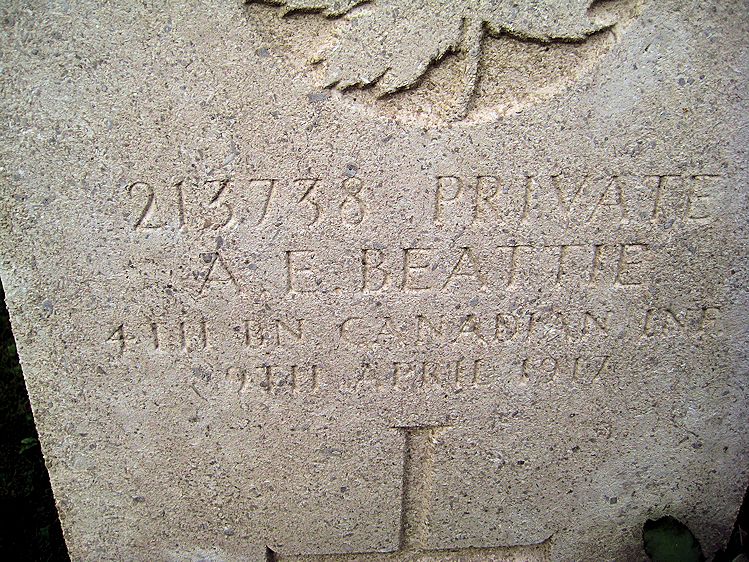 213738 PRIVATE
A. E. BEATTIE
4TH BN CANADIAN INF.
9TH APRIL 1917